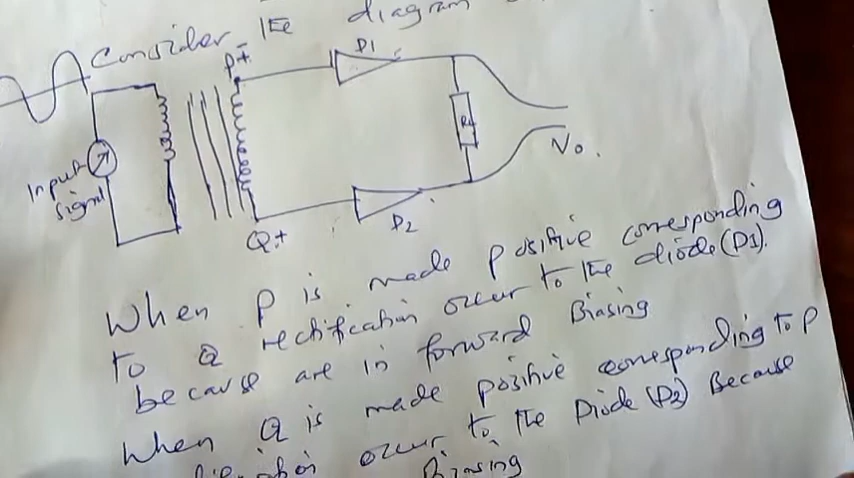 Consider the diagram
P+
D1
Input
signal
R
Vo.
Q+
D2
When P is made positive corresponding
to Q rectification occur to the diode (D1).
because are in forward Biasing
When Q is made positive corresponding to P
occur to the Diode (D2) Because
Biasing